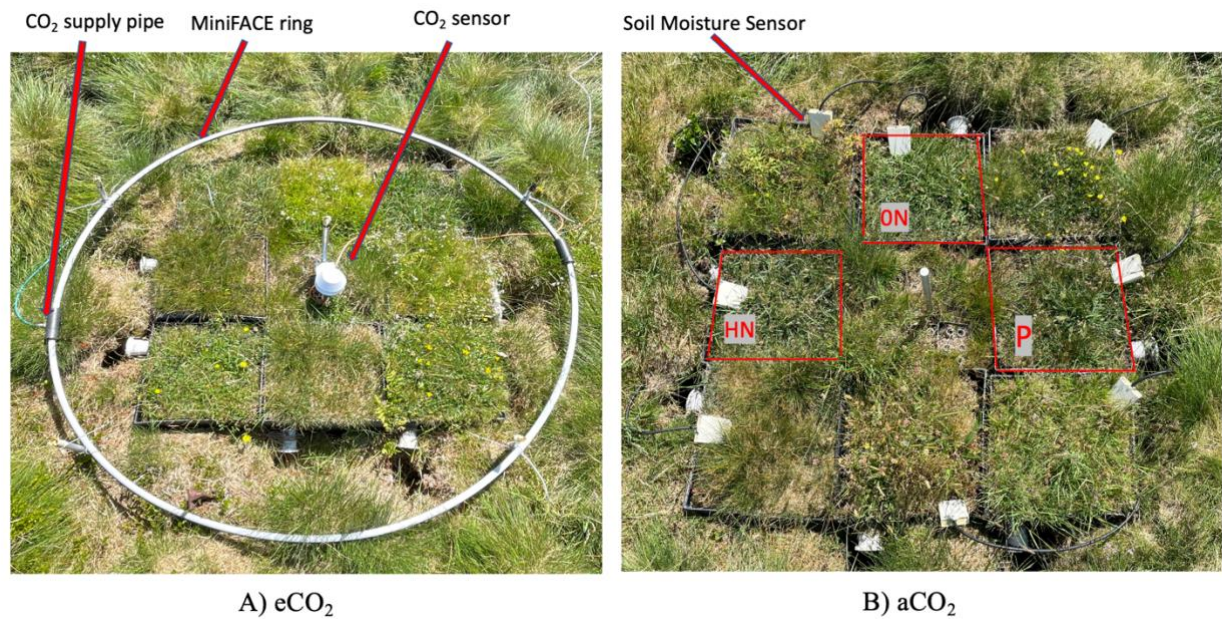 CO₂ supply pipe
MiniFACE ring
CO₂ sensor
Soil Moisture Sensor
0N
HN
P
A) eCO₂
B) aCO₂